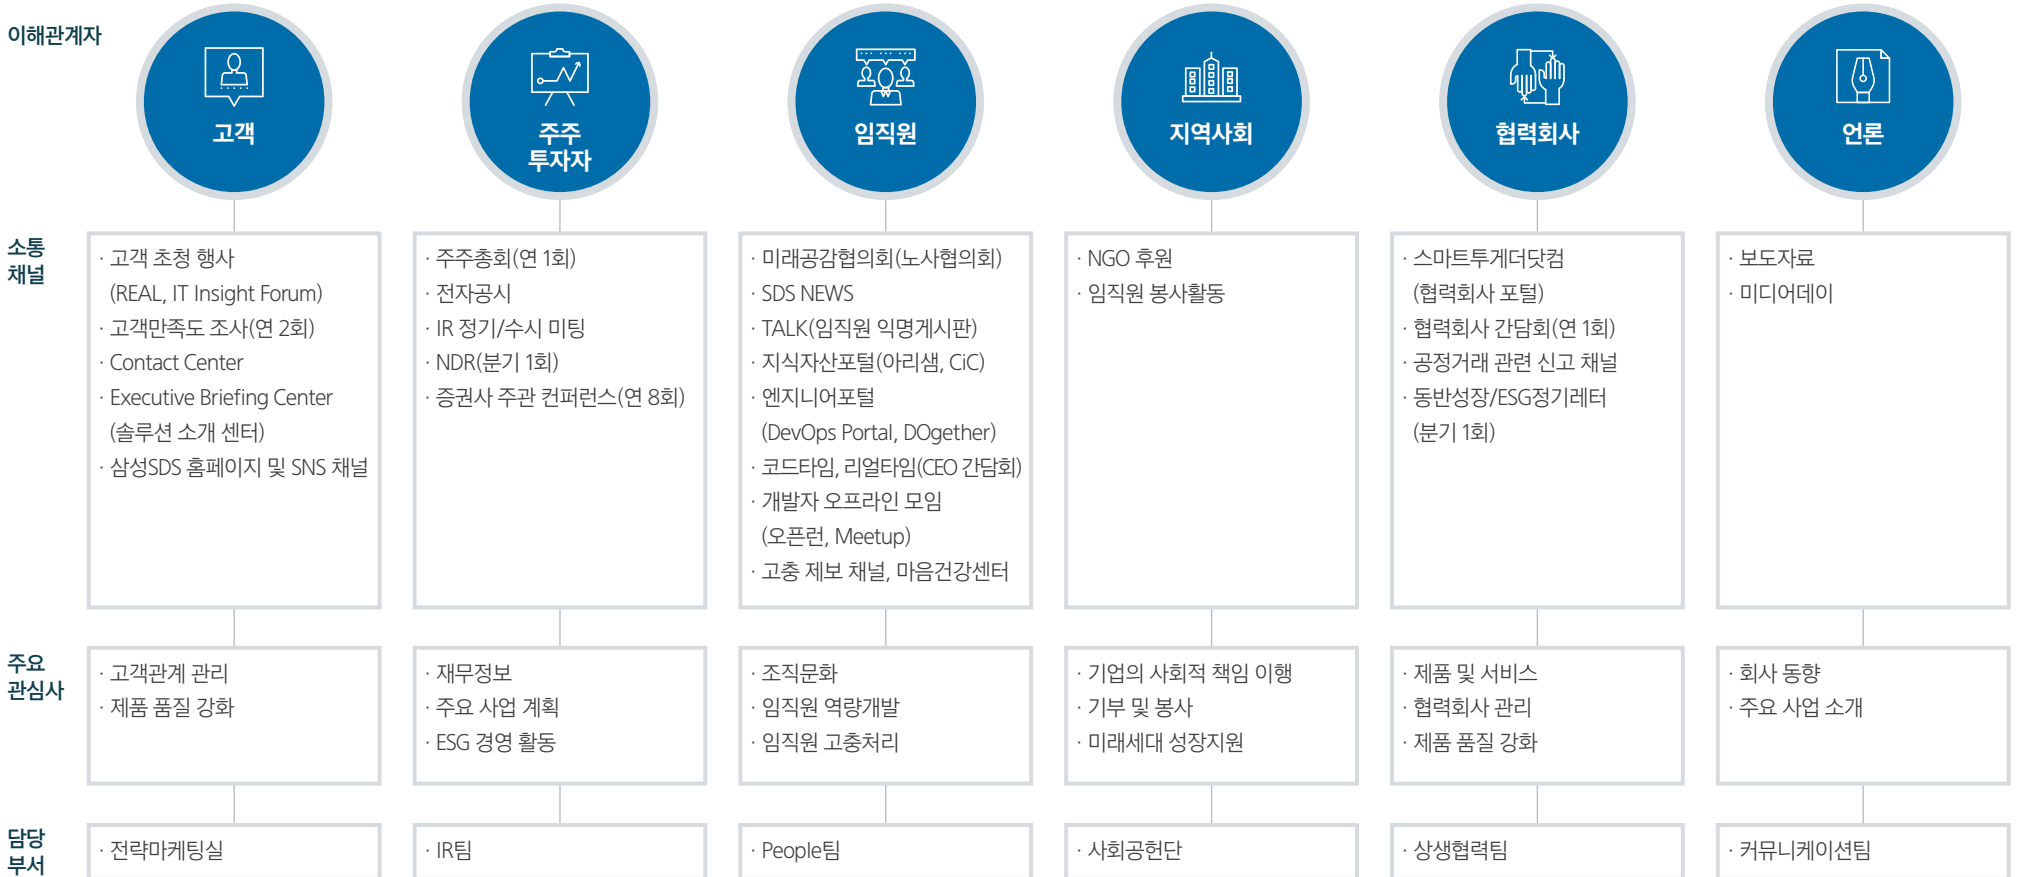 이해관계자
고객
주주
투자자
임직원
지역사회
협력회사
언론
소통
채널
· 고객 초청 행사
(REAL, IT Insight Forum)
· 고객만족도 조사(연 2회)
· Contact Center
· Executive Briefing Center
(솔루션 소개 센터)
· 삼성SDS 홈페이지 및 SNS 채널
· 주주총회(연 1회)
· 전자공시
· IR 정기/수시 미팅
· NDR(분기 1회)
· 증권사 주관 컨퍼런스(연 8회)
· 미래공감협의회(노사협의회)
· SDS NEWS
· TALK(임직원 익명게시판)
· 지식자산포털(아리샘, CiC)
· 엔지니어포털
(DevOps Portal, DOgether)
· 코드타임, 리얼타임(CEO 간담회)
· 개발자 오프라인 모임
(오픈런, Meetup)
· 고충 제보 채널, 마음건강센터
· NGO 후원
· 임직원 봉사활동
· 스마트투게더닷컴
(협력회사 포털)
· 협력회사 간담회(연 1회)
· 공정거래 관련 신고 채널
· 동반성장/ESG정기레터
(분기 1회)
· 보도자료
· 미디어데이
주요
관심사
· 고객관계 관리
· 제품 품질 강화
· 재무정보
· 주요 사업 계획
· ESG 경영 활동
· 조직문화
· 임직원 역량개발
· 임직원 고충처리
· 기업의 사회적 책임 이행
· 기부 및 봉사
· 미래세대 성장지원
· 제품 및 서비스
· 협력회사 관리
· 제품 품질 강화
· 회사 동향
· 주요 사업 소개
담당
부서
· 전략마케팅실
· IR팀
· People팀
· 사회공헌단
· 상생협력팀
· 커뮤니케이션팀